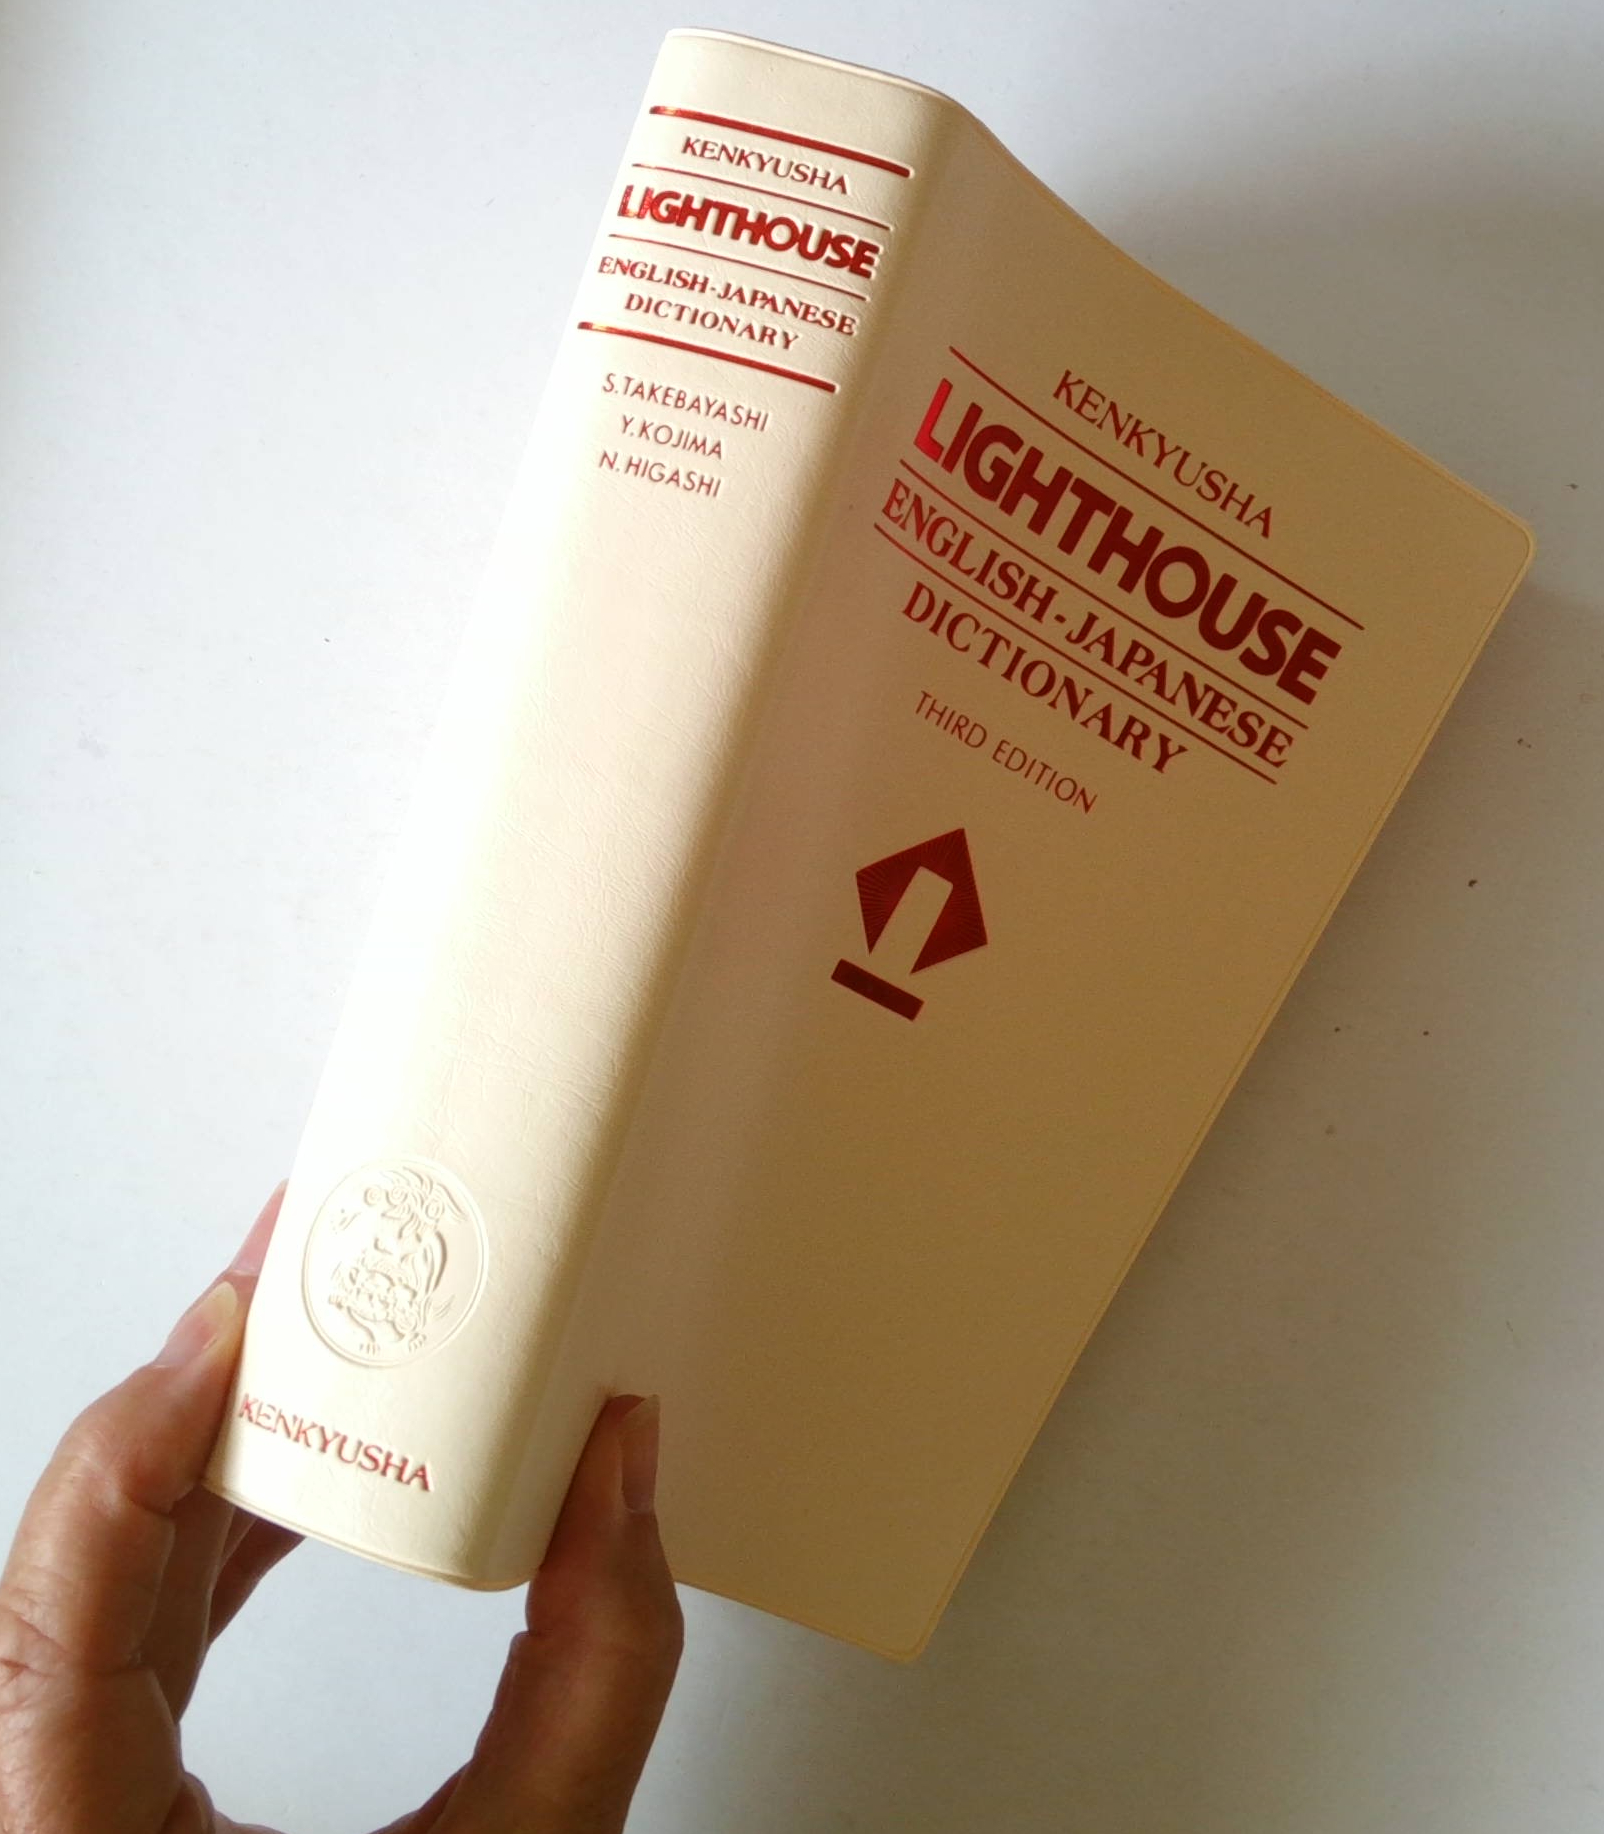 KENKYUSHA
LIGHTHOUSE
ENGLISH-JAPANESE
DICTIONARY
S. TAKEBAYASHI
Y. KOJIMA
N. HIGASHI
KENKYUSHA
KENKYUSHA
LIGHTHOUSE
ENGLISH-JAPANESE
DICTIONARY
THIRD EDITION